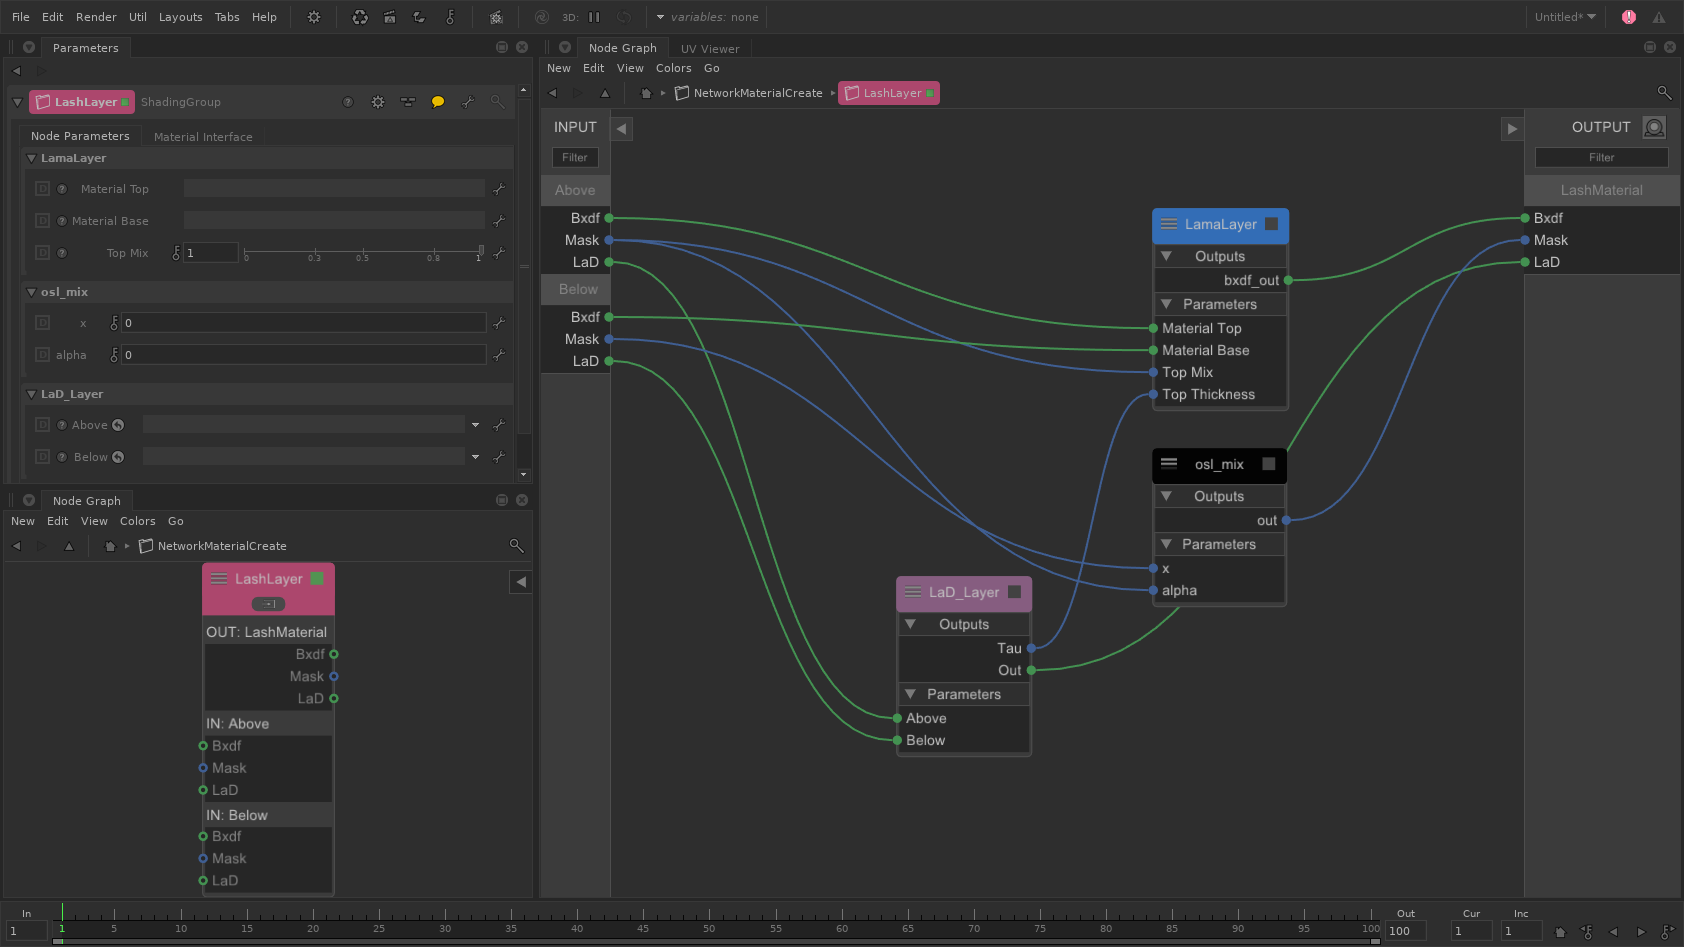 File Edit Render Util Layouts Tabs Help 3D: variables: none Untitled*
Parameters
LashLayer ShadingGroup
Node Parameters Material Interface
LamaLayer
D ? Material Top
D ? Material Base
D ? Top Mix 1
0 0.3 0.5 0.8 1
osl_mix
D x 0
D alpha 0
LaD_Layer
D ? Above
D ? Below
Node Graph
New Edit View Colors Go
NetworkMaterialCreate
LashLayer
OUT: LashMaterial
Bxdf
Mask
LaD
IN: Above
Bxdf
Mask
LaD
IN: Below
Bxdf
Mask
LaD
Node Graph UV Viewer
New Edit View Colors Go
NetworkMaterialCreate LashLayer
INPUT
Filter
Above
Bxdf
Mask
LaD
Below
Bxdf
Mask
LaD
LamaLayer
Outputs
bxdf_out
Parameters
Material Top
Material Base
Top Mix
Top Thickness
osl_mix
Outputs
out
Parameters
x
alpha
LaD_Layer
Outputs
Tau
Out
Parameters
Above
Below
OUTPUT
Filter
LashMaterial
Bxdf
Mask
LaD
In Out Cur Inc
1 1 5 10 15 20 25 30 35 40 45 50 55 60 65 70 75 80 85 90 95 100 100 1 1